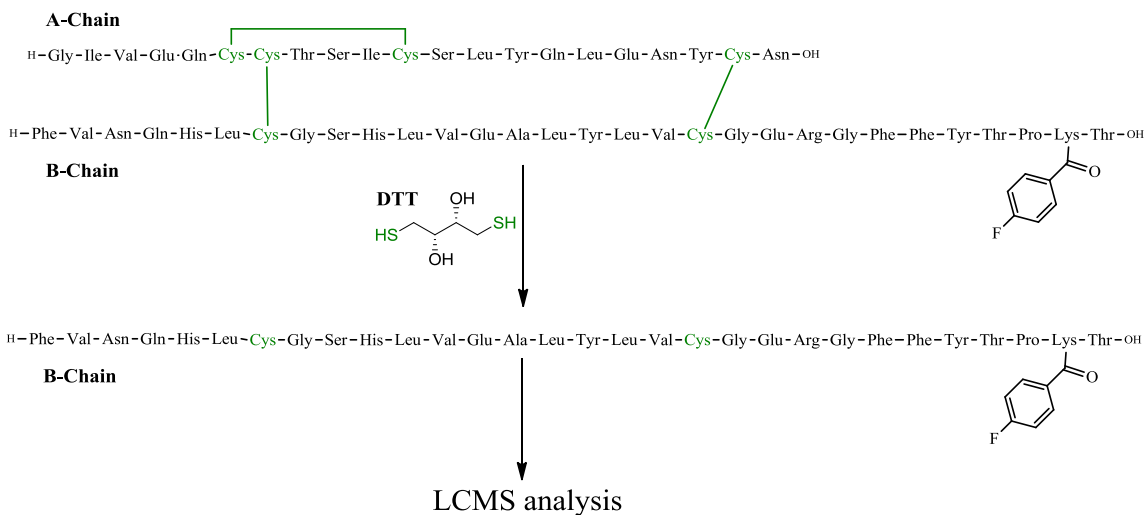 A-Chain
H-Gly-Ile-Val-Glu-Gln-Cys-Cys-Thr-Ser-Ile-Cys-Ser-Leu-Tyr-Gln-Leu-Glu-Asn-Tyr-Cys-Asn-OH
H-Phe-Val-Asn-Gln-His-Leu-Cys-Gly-Ser-His-Leu-Val-Glu-Ala-Leu-Tyr-Leu-Val-Cys-Gly-Glu-Arg-Gly-Phe-Phe-Tyr-Thr-Pro-Lys-Thr-OH
B-Chain
O
F
DTT
OH
SH
HS
OH
H-Phe-Val-Asn-Gln-His-Leu-Cys-Gly-Ser-His-Leu-Val-Glu-Ala-Leu-Tyr-Leu-Val-Cys-Gly-Glu-Arg-Gly-Phe-Phe-Tyr-Thr-Pro-Lys-Thr-OH
B-Chain
O
F
LCMS analysis